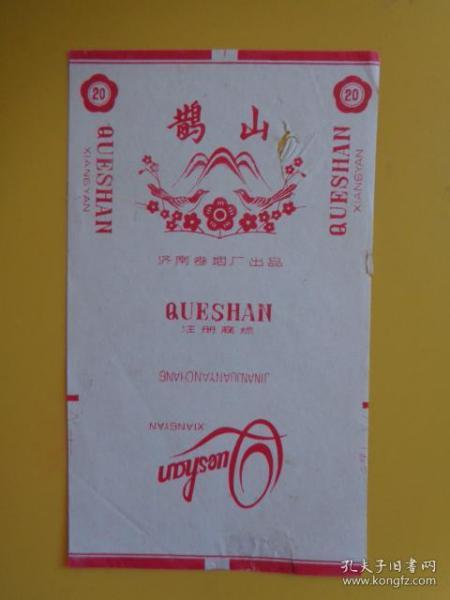 20
20
鹊山
QUESHAN
XIANGYAN
QUESHAN
XIANGYAN
济南卷烟厂出品
QUESHAN
注册商标
JINANJUANYANCHANG
XIANGYAN
Queshan
孔夫子旧书网
www.kongfz.com